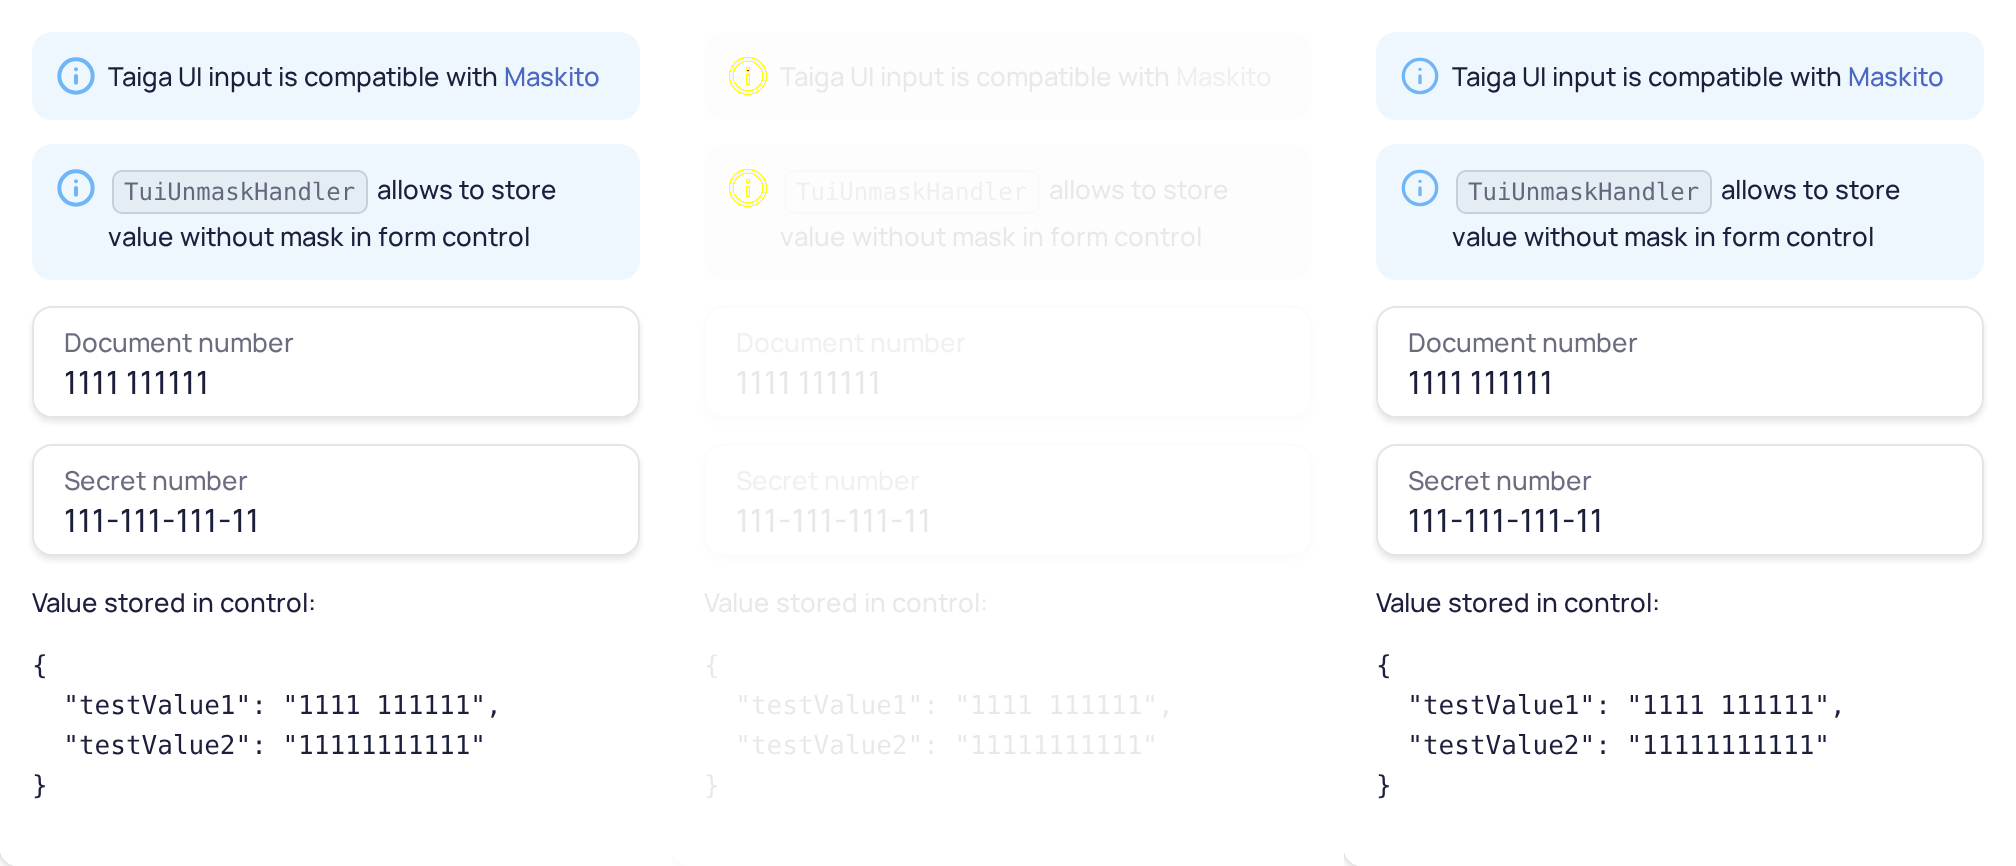 Taiga UI input is compatible with Maskito
TuiUnmaskHandler allows to store
value without mask in form control
Document number
1111 111111
Secret number
111-111-111-11
Value stored in control:
{
"testValue1": "1111 111111",
"testValue2": "11111111111"
}
Taiga UI input is compatible with Maskito
TuiUnmaskHandler allows to store
value without mask in form control
Document number
1111 111111
Secret number
111-111-111-11
Value stored in control:
{
"testValue1": "1111 111111",
"testValue2": "11111111111"
}
Taiga UI input is compatible with Maskito
TuiUnmaskHandler allows to store
value without mask in form control
Document number
1111 111111
Secret number
111-111-111-11
Value stored in control:
{
"testValue1": "1111 111111",
"testValue2": "11111111111"
}